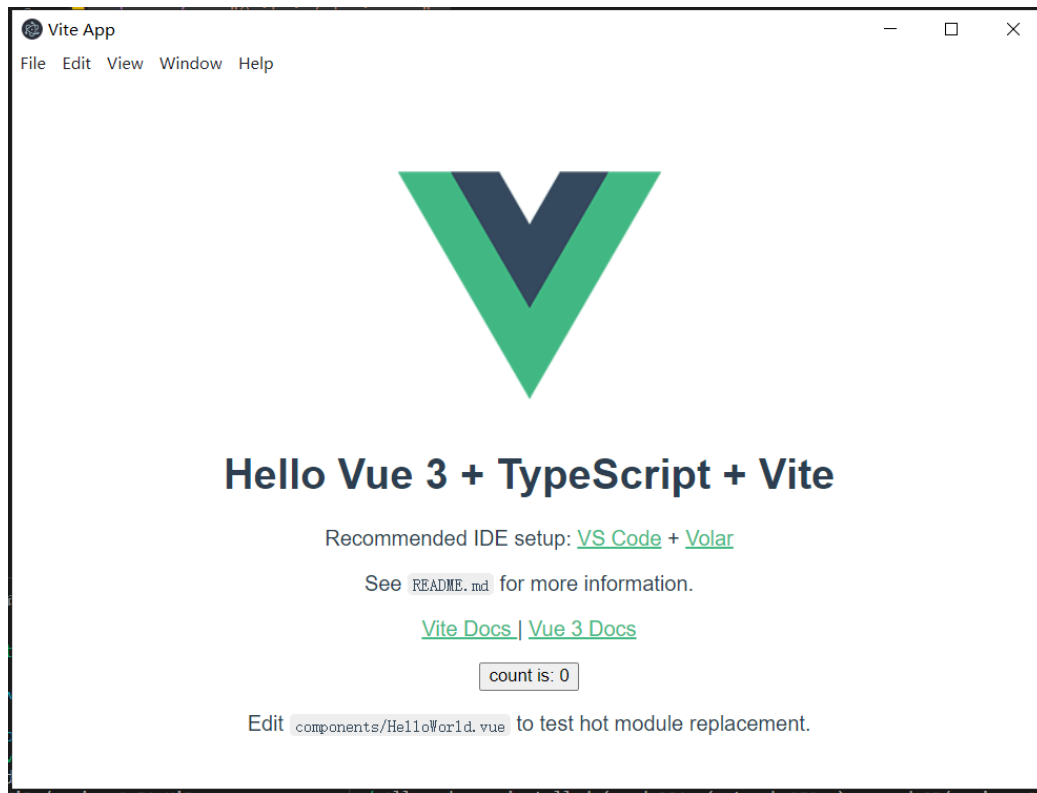 Vite App
File Edit View Window Help
Hello Vue 3 + TypeScript + Vite
Recommended IDE setup: VS Code + Volar
See README.md for more information.
Vite Docs | Vue 3 Docs
count is: 0
Edit components/HelloWorld.vue to test hot module replacement.